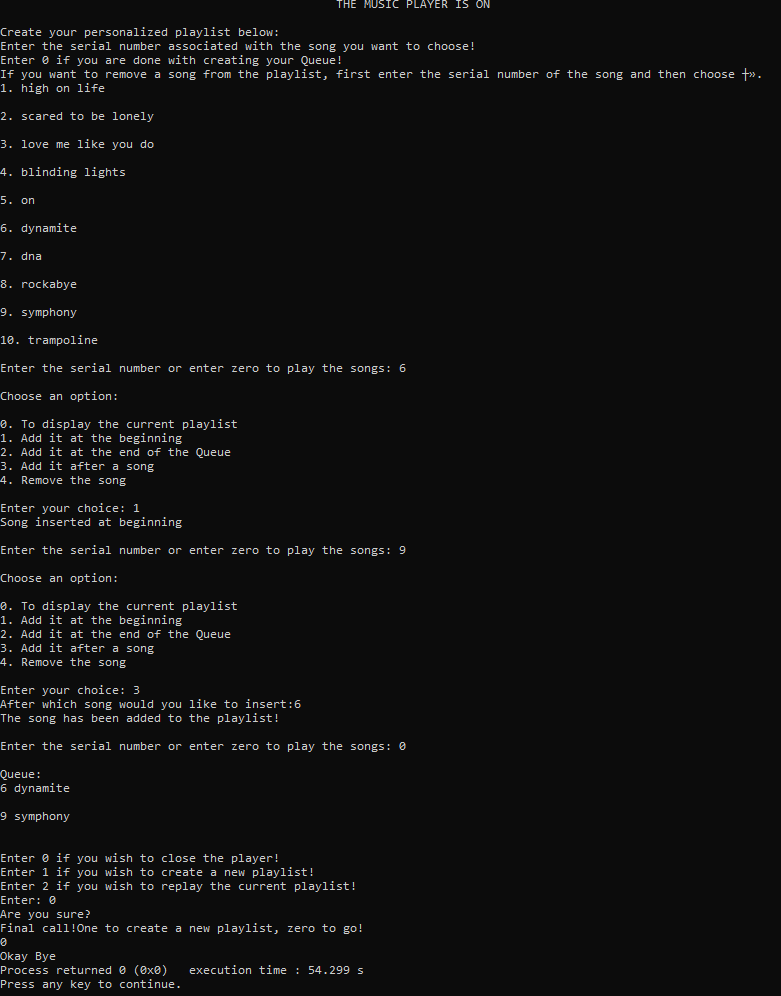 THE MUSIC PLAYER IS ON
Create your personalized playlist below:
Enter the serial number associated with the song you want to choose!
Enter 0 if you are done with creating your Queue!
If you want to remove a song from the playlist, first enter the serial number of the song and then choose ┼».
1. high on life
2. scared to be lonely
3. love me like you do
4. blinding lights
5. on
6. dynamite
7. dna
8. rockabye
9. symphony
10. trampoline
Enter the serial number or enter zero to play the songs: 6
Choose an option:
0. To display the current playlist
1. Add it at the beginning
2. Add it at the end of the Queue
3. Add it after a song
4. Remove the song
Enter your choice: 1
Song inserted at beginning
Enter the serial number or enter zero to play the songs: 9
Choose an option:
0. To display the current playlist
1. Add it at the beginning
2. Add it at the end of the Queue
3. Add it after a song
4. Remove the song
Enter your choice: 3
After which song would you like to insert:6
The song has been added to the playlist!
Enter the serial number or enter zero to play the songs: 0
Queue:
6 dynamite
9 symphony
Enter 0 if you wish to close the player!
Enter 1 if you wish to create a new playlist!
Enter 2 if you wish to replay the current playlist!
Enter: 0
Are you sure?
Final call!One to create a new playlist, zero to go!
0
Okay Bye
Process returned 0 (0x0)   execution time : 54.299 s
Press any key to continue.